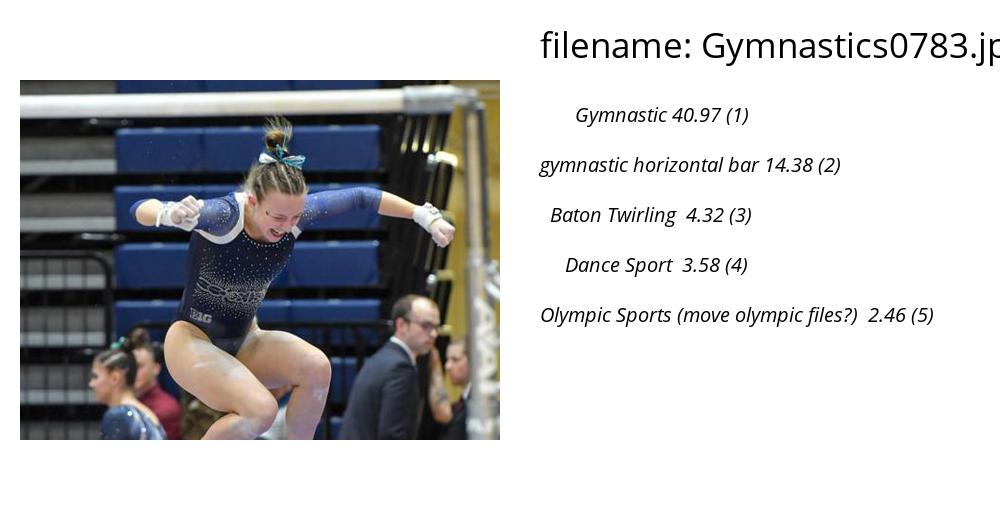 filename: Gymnastics0783.jp
Gymnastic 40.97 (1)
gymnastic horizontal bar 14.38 (2)
Baton Twirling 4.32 (3)
Dance Sport 3.58 (4)
Olympic Sports (move olympic files?) 2.46 (5)
B1G